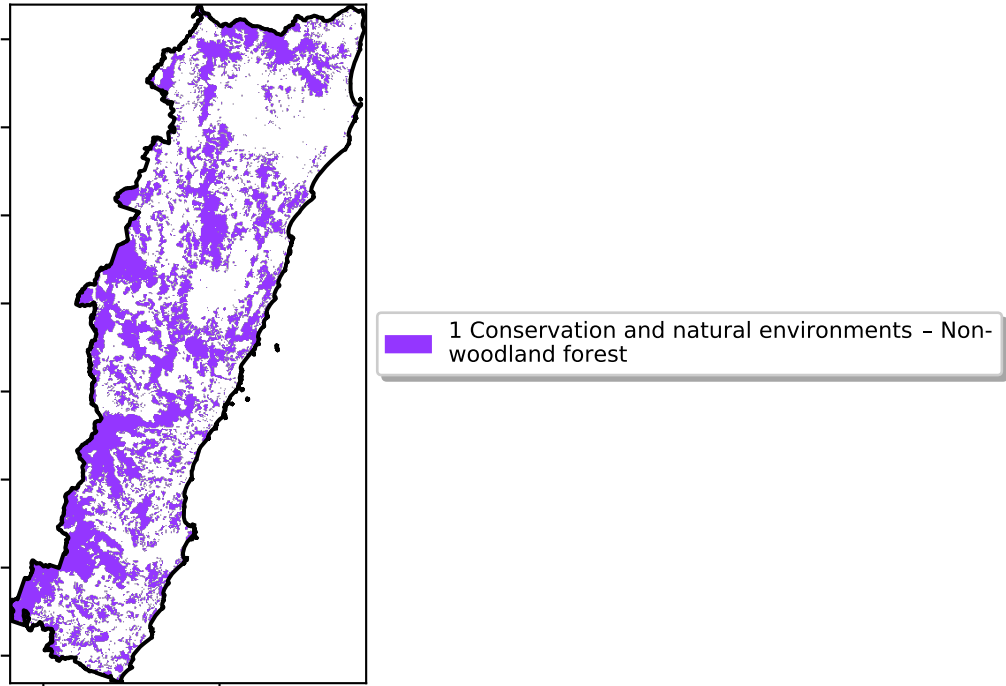 1 Conservation and natural environments – Non-
woodland forest